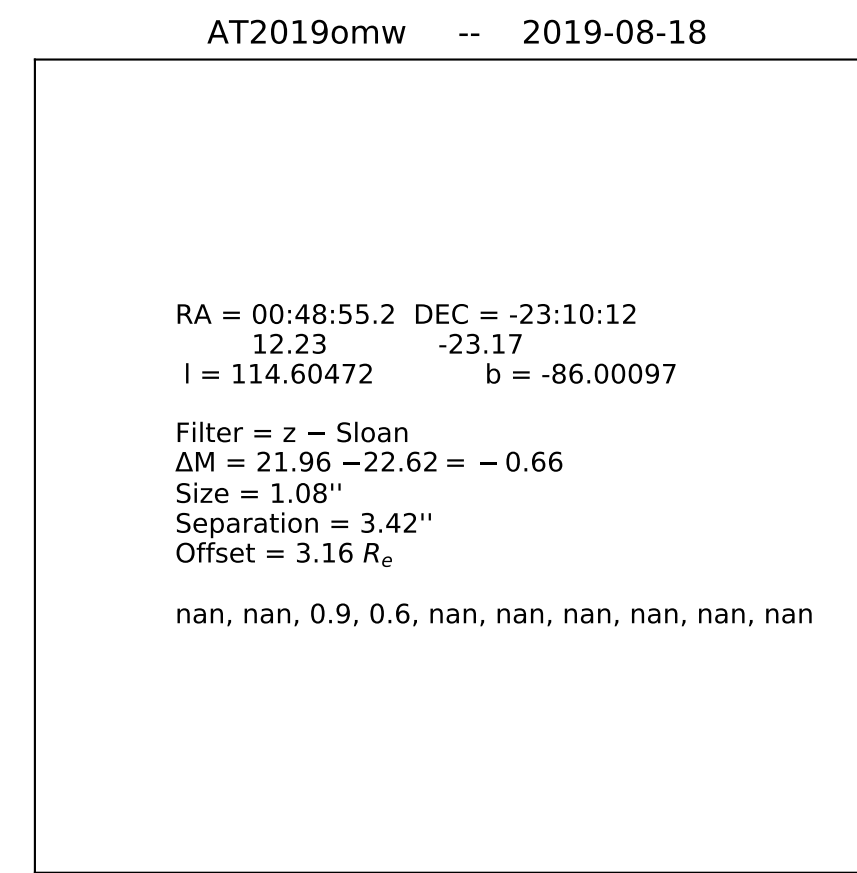 AT2019omw -- 2019-08-18
RA = 00:48:55.2 DEC = -23:10:12
12.23 -23.17
l = 114.60472 b = -86.00097
Filter = z − Sloan
ΔM = 21.96 −22.62 = − 0.66
Size = 1.08''
Separation = 3.42''
Offset = 3.16 Rₑ
nan, nan, 0.9, 0.6, nan, nan, nan, nan, nan, nan